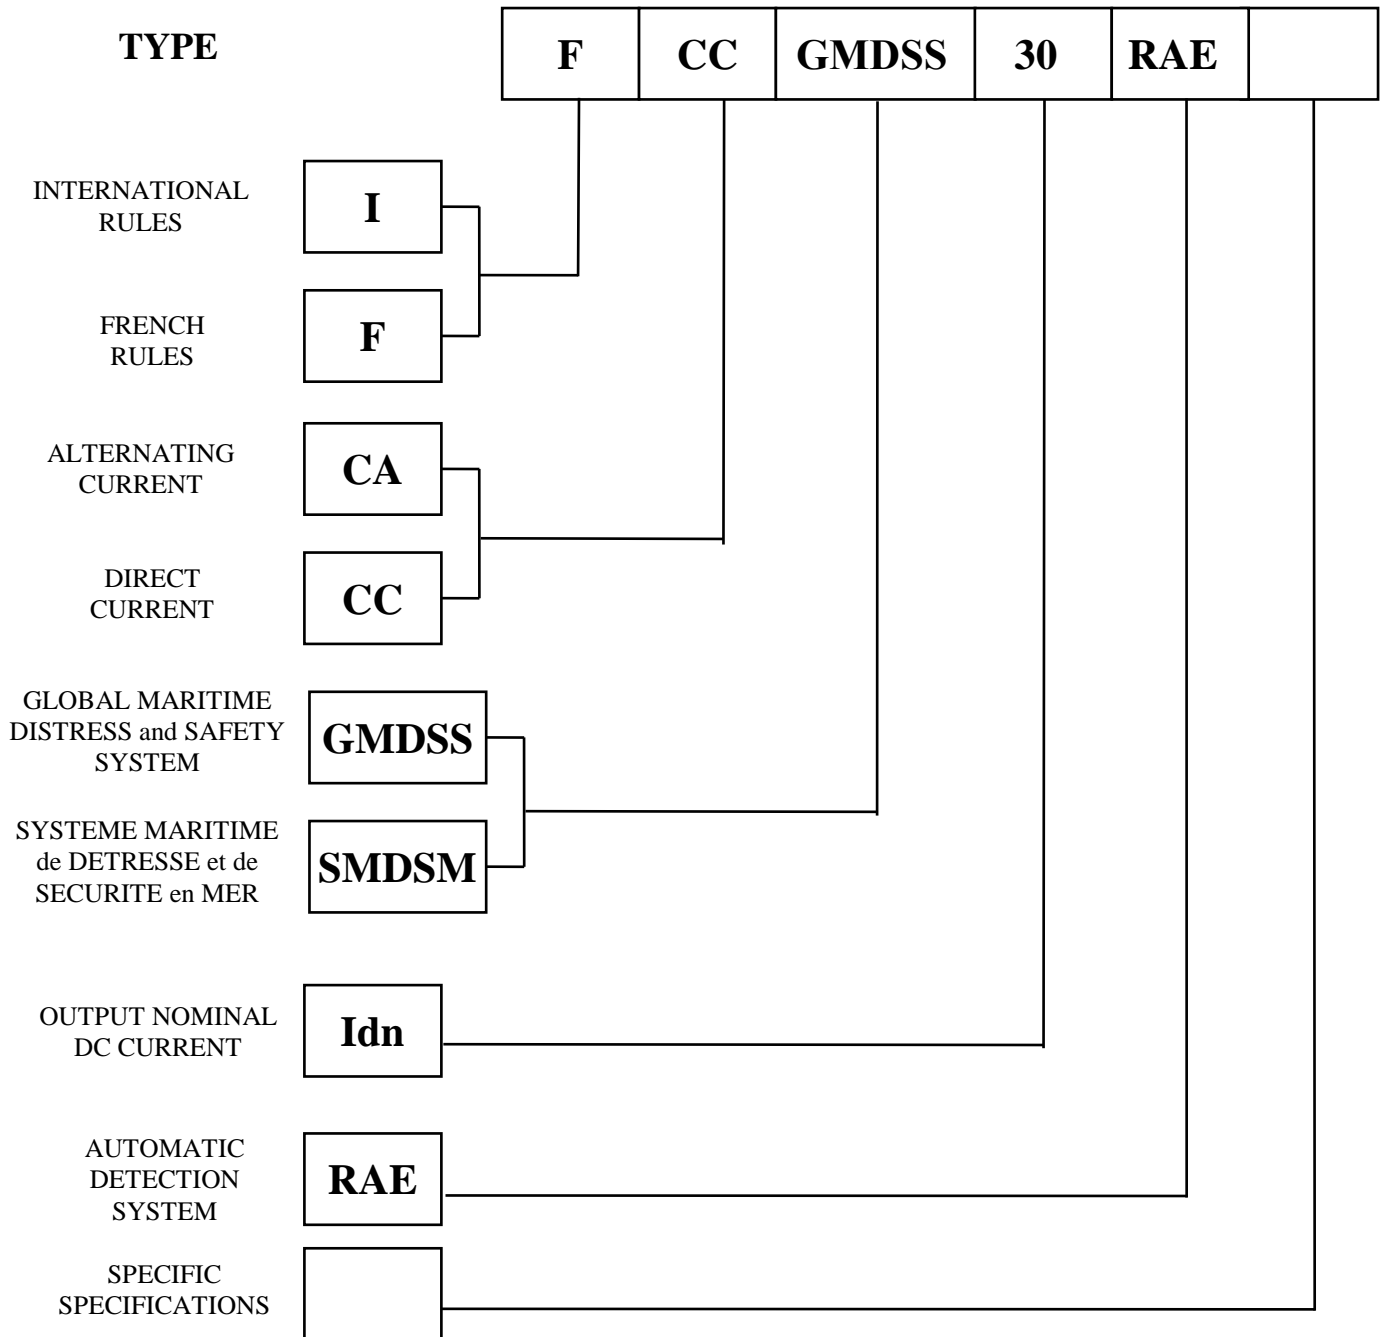 TYPE F CC GMDSS 30 RAE
INTERNATIONAL
RULES
I
FRENCH
RULES
F
ALTERNATING
CURRENT
CA
DIRECT
CURRENT
CC
GLOBAL MARITIME
DISTRESS and SAFETY
SYSTEM
GMDSS
SYSTEME MARITIME
de DETRESSE et de
SECURITE en MER
SMDSM
OUTPUT NOMINAL
DC CURRENT
Idn
AUTOMATIC
DETECTION
SYSTEM
RAE
SPECIFIC
SPECIFICATIONS